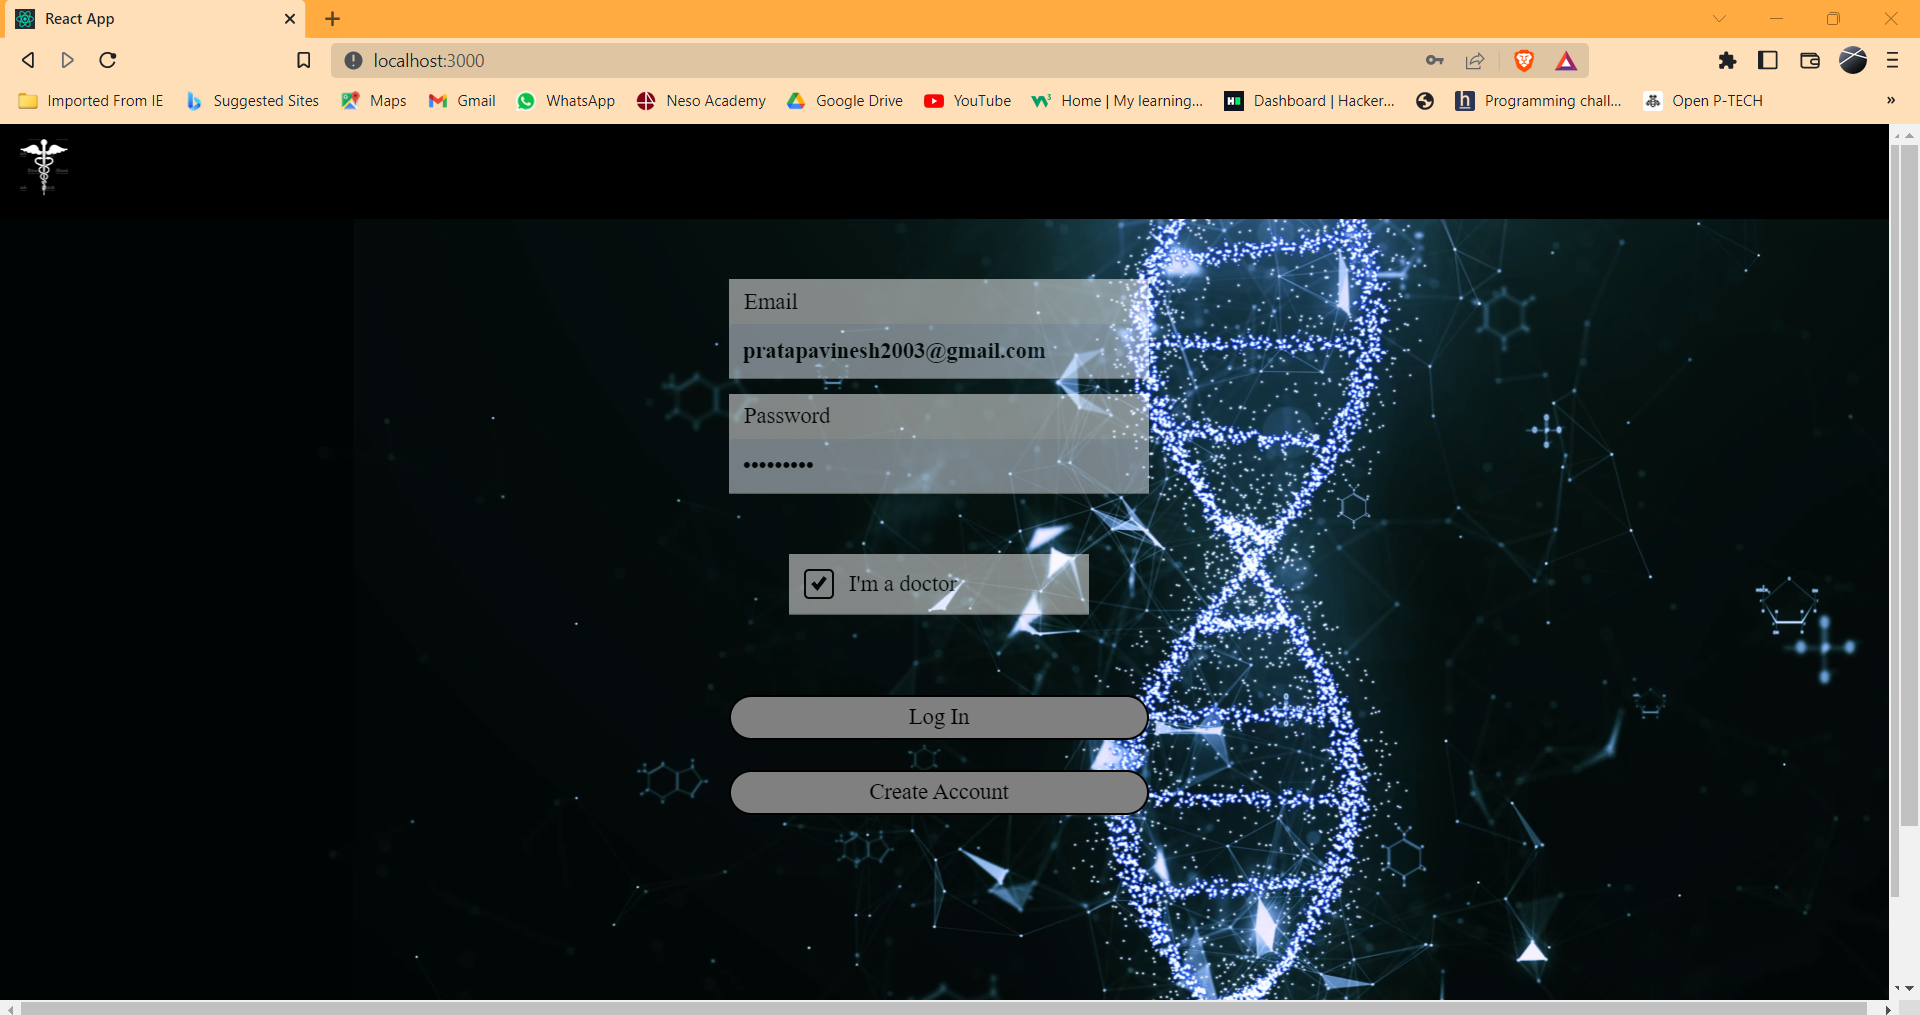 React App
localhost:3000
Imported From IE Suggested Sites Maps Gmail WhatsApp Neso Academy Google Drive YouTube Home | My learning... Dashboard | Hacker... Programming chall... Open P-TECH »
Email
pratapavinesh2003@gmail.com
Password
•••••••••
I'm a doctor
Log In
Create Account